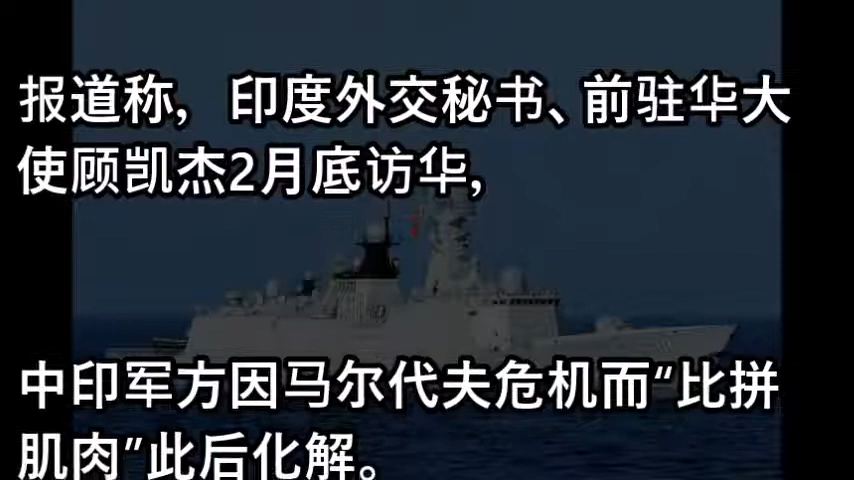 报道称，印度外交秘书、前驻华大
使顾凯杰2月底访华，
中印军方因马尔代夫危机而“比拼
肌肉”此后化解。